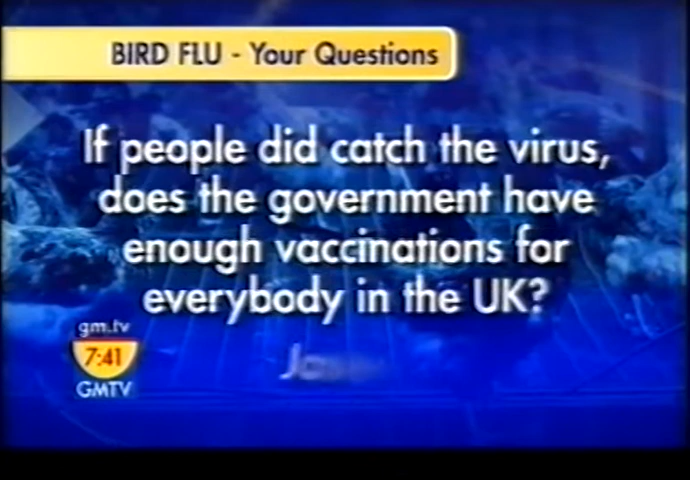 BIRD FLU - Your Questions
If people did catch the virus,
does the government have
enough vaccinations for
everybody in the UK?
gm.tv
7:41
GMTV